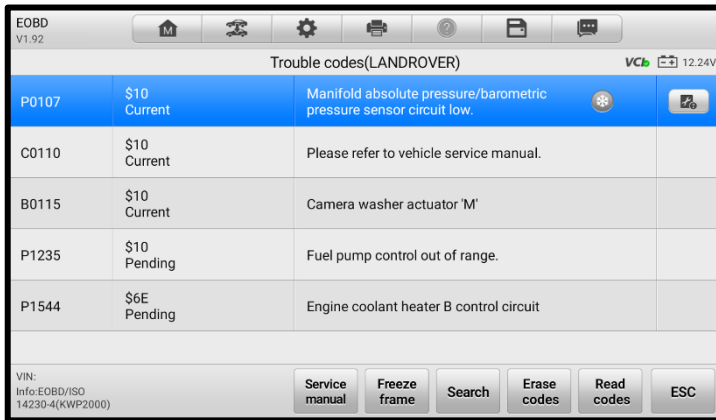 EOBD
V1.92
M
Trouble codes(LANDROVER)
VCI 12.24V
P0107
$10
Current
Manifold absolute pressure/barometric
pressure sensor circuit low.
C0110
$10
Current
Please refer to vehicle service manual.
B0115
$10
Current
Camera washer actuator 'M'
P1235
$10
Pending
Fuel pump control out of range.
P1544
$6E
Pending
Engine coolant heater B control circuit
VIN:
Info:EOBD/ISO
14230-4(KWP2000)
Service
manual
Freeze
frame
Search
Erase
codes
Read
codes
ESC